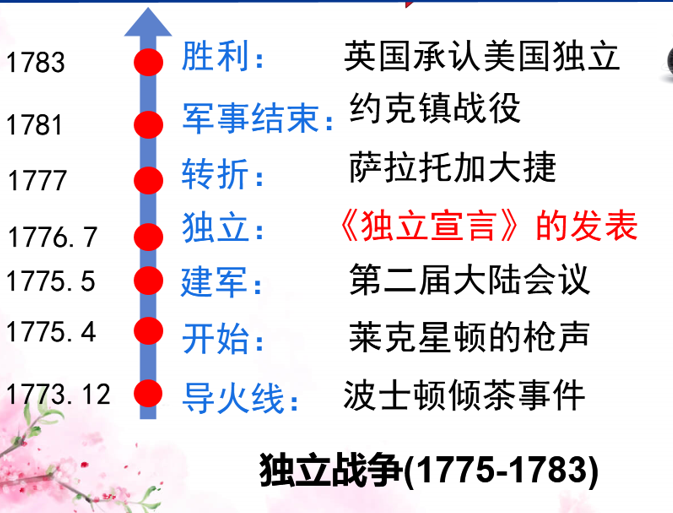 1783 胜利： 英国承认美国独立
1781 军事结束： 约克镇战役
1777 转折： 萨拉托加大捷
1776.7 独立： 《独立宣言》的发表
1775.5 建军： 第二届大陆会议
1775.4 开始： 莱克星顿的枪声
1773.12 导火线： 波士顿倾茶事件
独立战争(1775-1783)